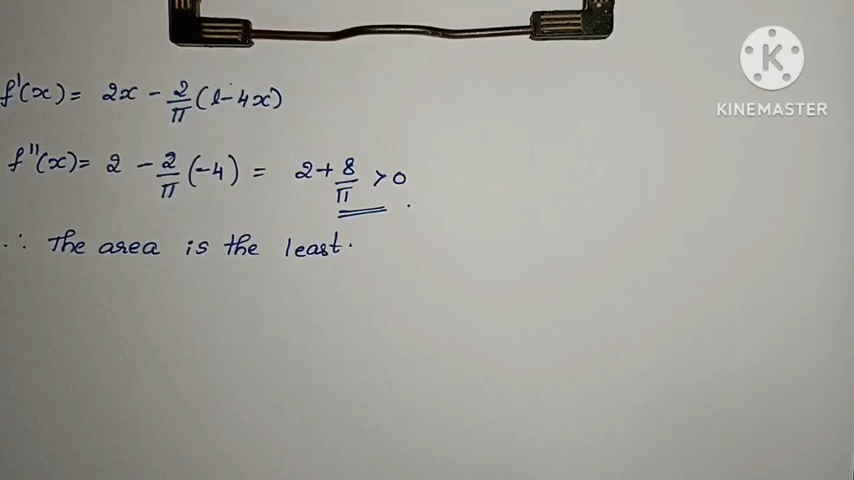 f'(x) = 2x - 2/π (l - 4x)
KINEMASTER
f''(x) = 2 - 2/π (-4) = 2 + 8/π > 0.
∴ The area is the least.